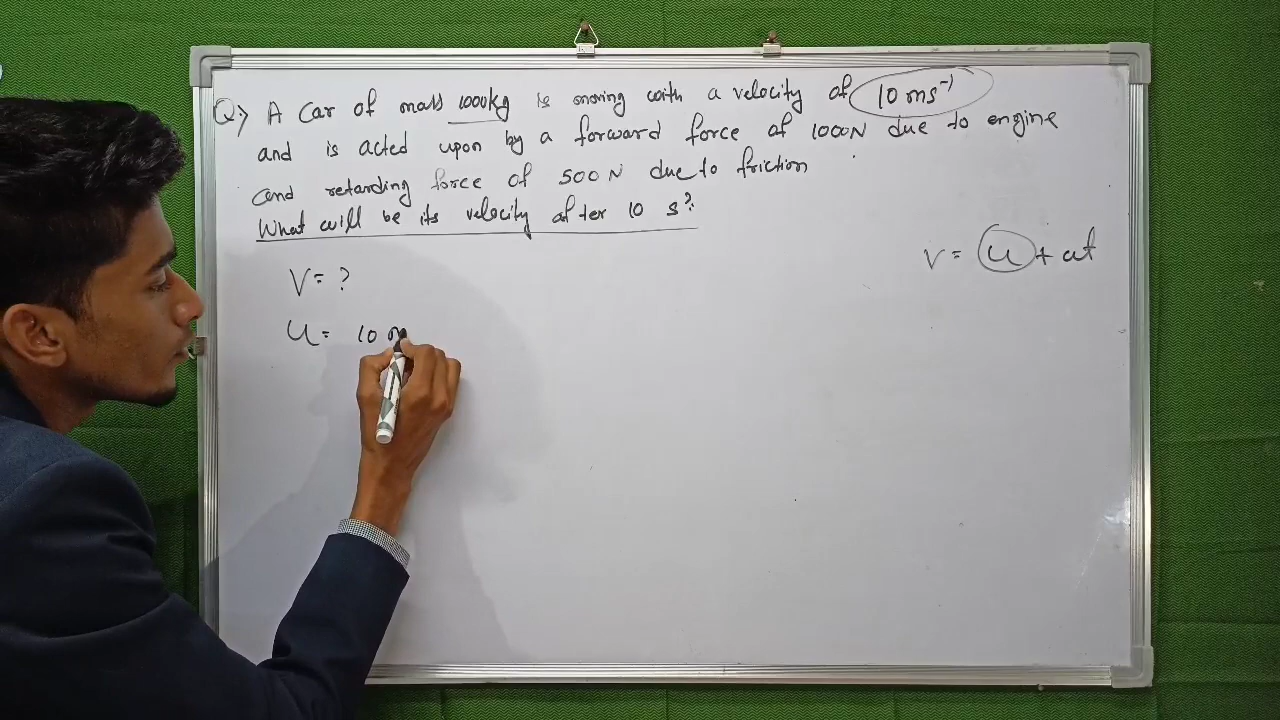 Q> A car of mass 1000kg is moving with a velocity of 10 ms⁻¹
and is acted upon by a forward force of 1000N due to engine
and retarding force of 500N due to friction
What will be its velocity after 10 s?
V = u + at
V = ?
U = 10 m